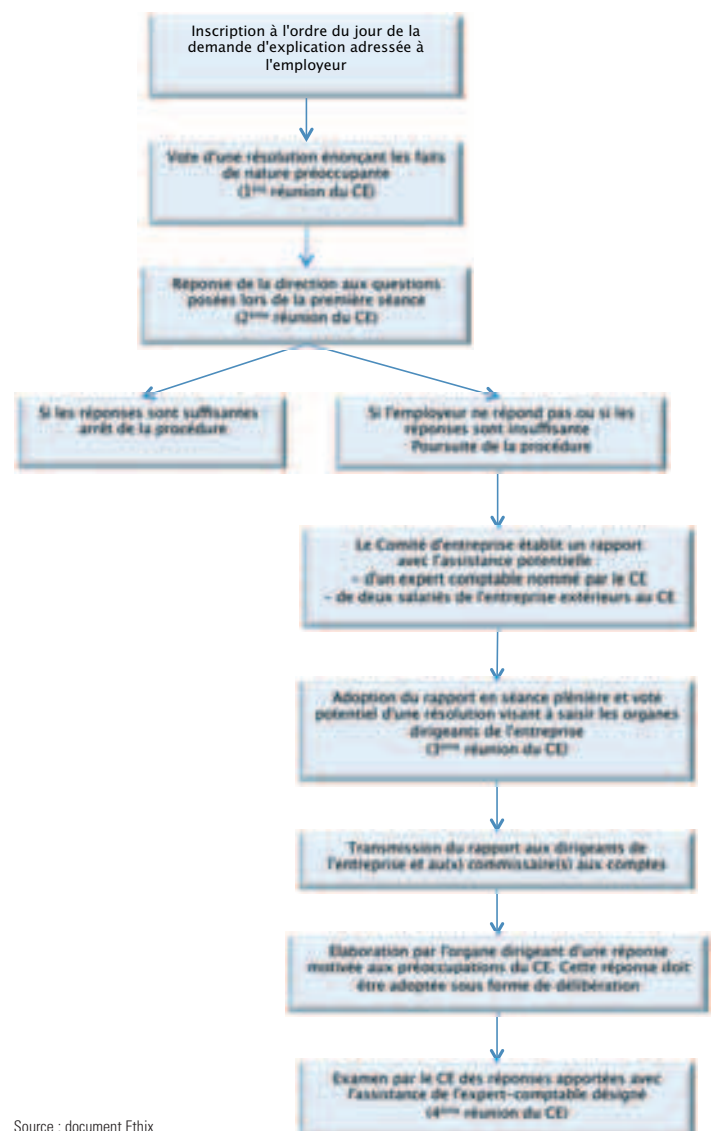 Inscription à l'ordre du jour de la
demande d'explication adressée à
l'employeur
Vote d'une résolution énonçant les faits
de nature préoccupante
(1ère réunion du CE)
Réponse de la direction aux questions
posées lors de la première séance
(2ème réunion du CE)
Si les réponses sont suffisantes
arrêt de la procédure
Si l'employeur ne répond pas ou si les
réponses sont insuffisante
Poursuite de la procédure
Le Comité d'entreprise établit un rapport
avec l'assistance potentielle :
- d'un expert comptable nommé par le CE
- de deux salariés de l'entreprise extérieurs au CE
Adoption du rapport en séance plénière et vote
potentiel d'une résolution visant à saisir les organes
dirigeants de l'entreprise
(3ème réunion du CE)
Transmission du rapport aux dirigeants de
l'entreprise et au(x) commissaire(s) aux comptes
Elaboration par l'organe dirigeant d'une réponse
motivée aux préoccupations du CE. Cette réponse doit
être adoptée sous forme de délibération
Examen par le CE des réponses apportées avec
l'assistance de l'expert-comptable désigné
(4ème réunion du CE)
Source : document Ethix